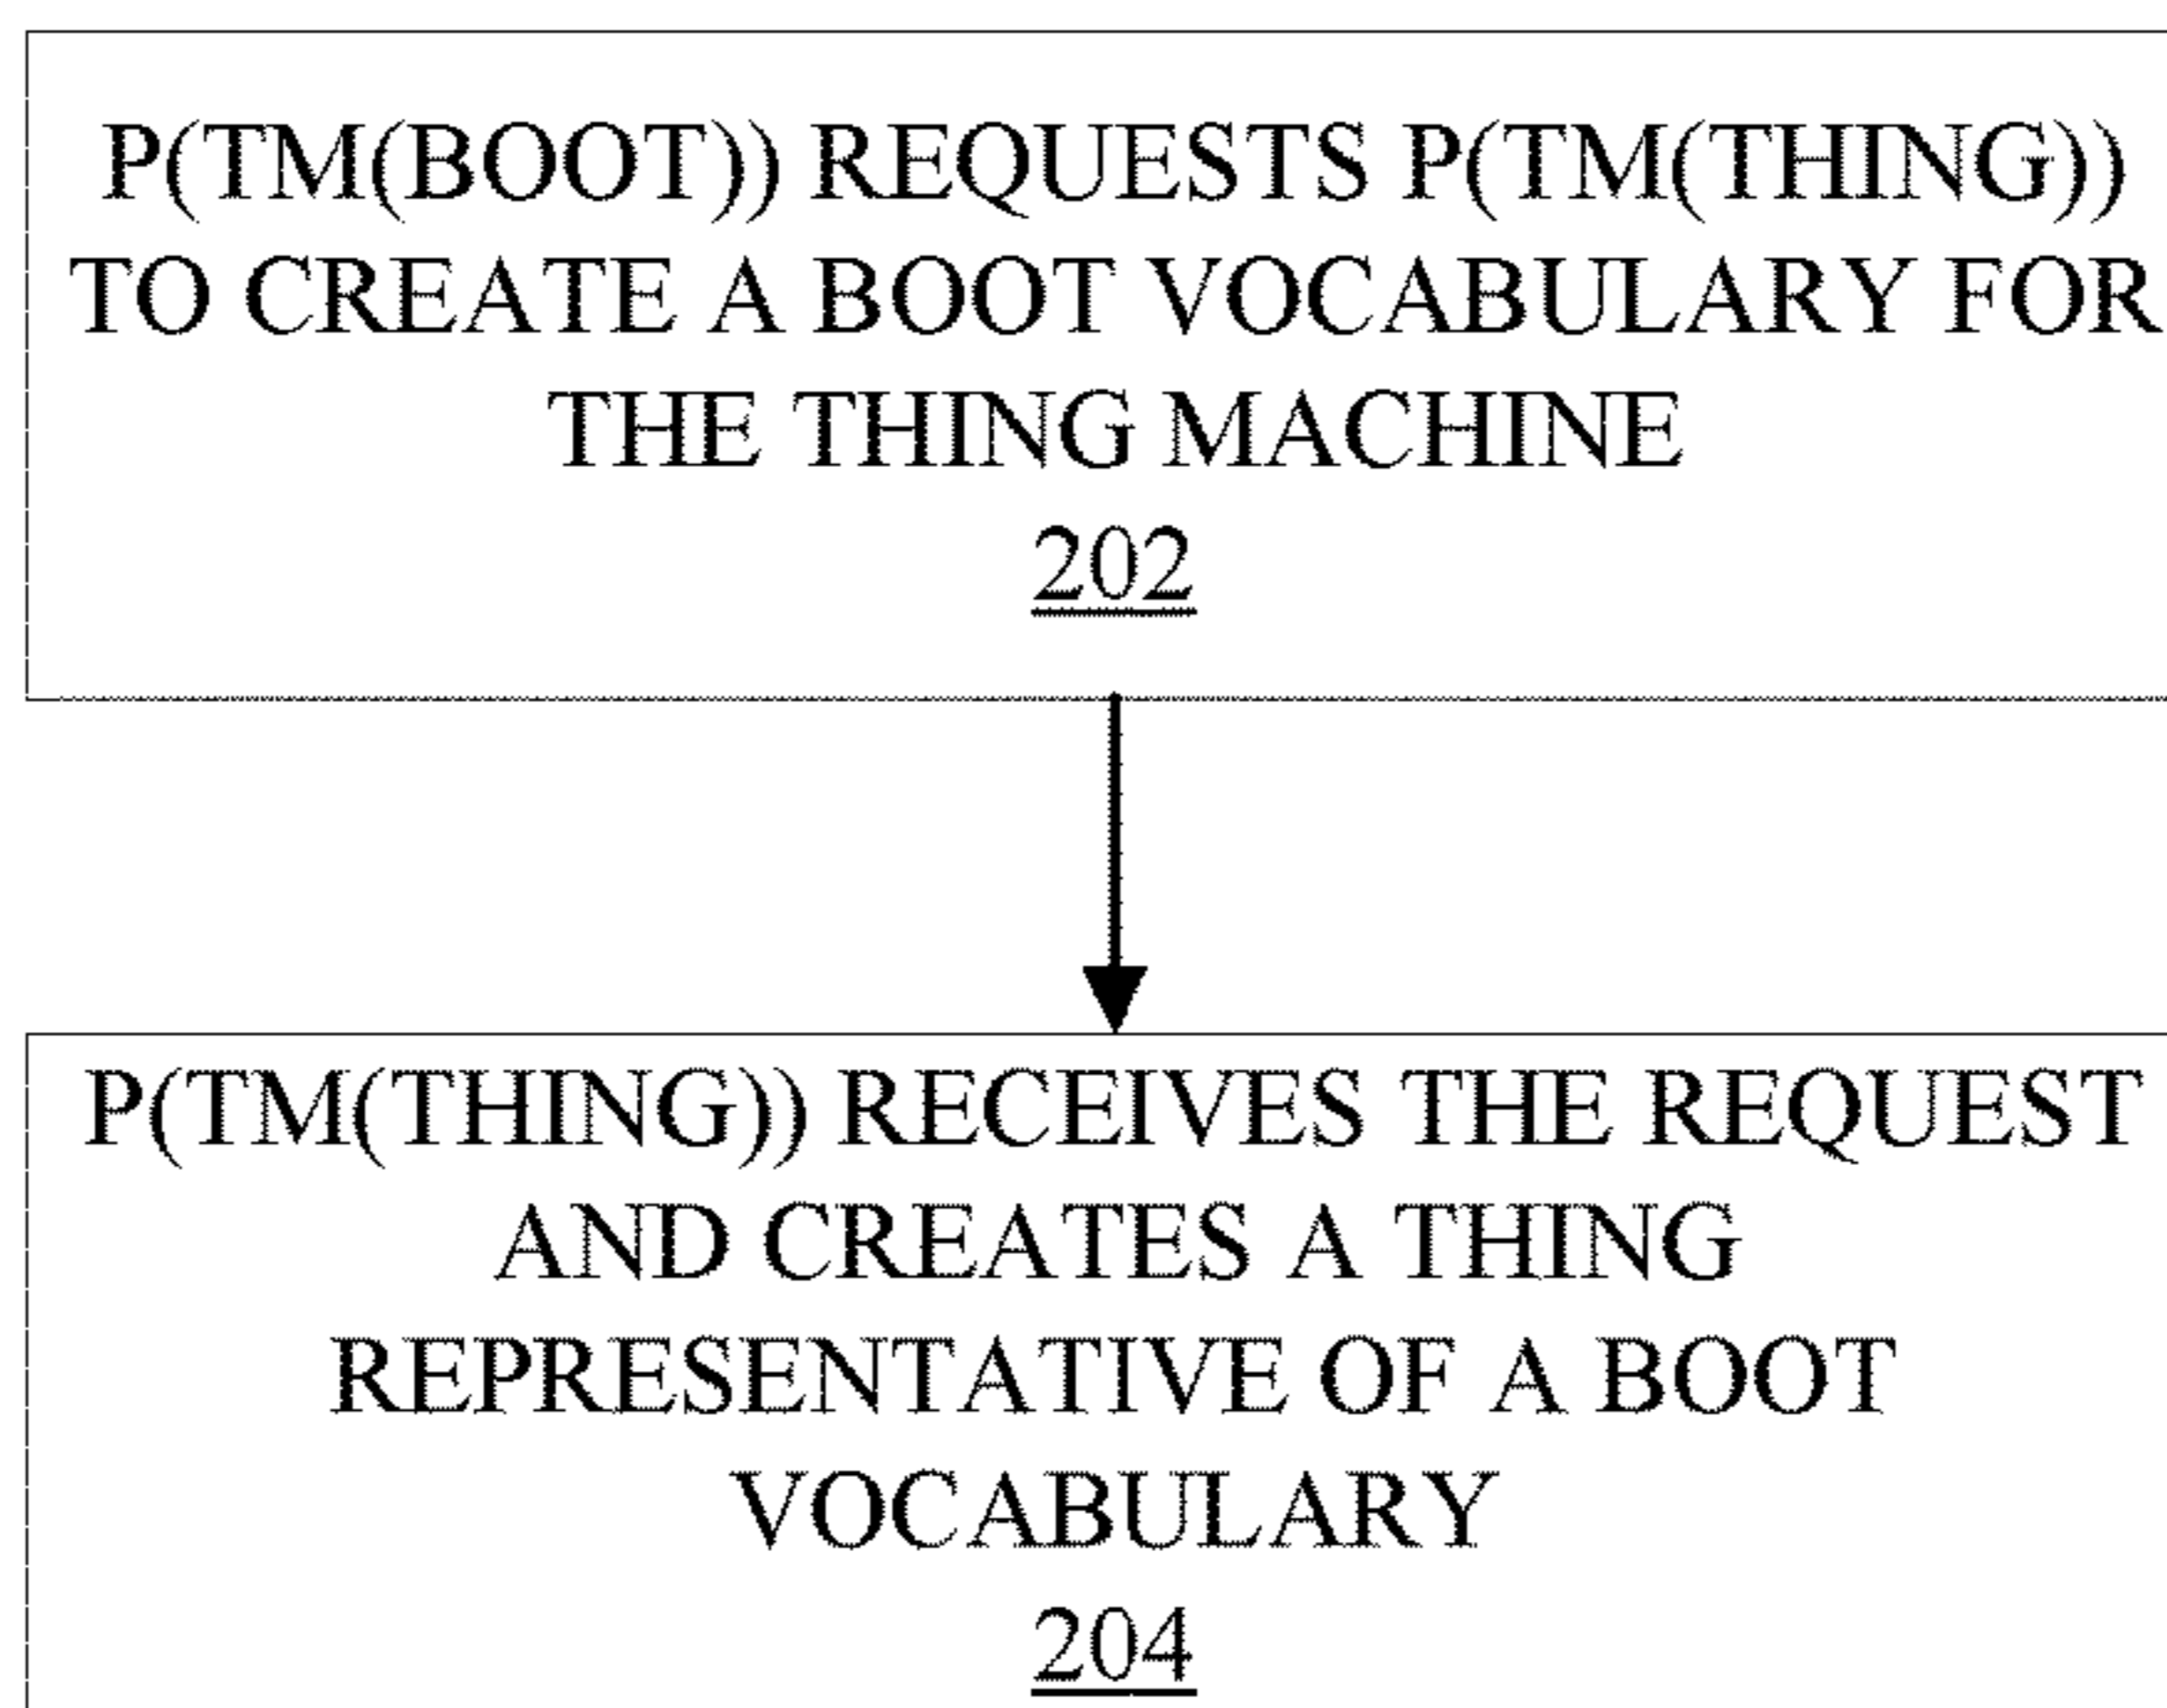 P(TM(BOOT)) REQUESTS P(TM(THING))
TO CREATE A BOOT VOCABULARY FOR
THE THING MACHINE
202
P(TM(THING)) RECEIVES THE REQUEST
AND CREATES A THING
REPRESENTATIVE OF A BOOT
VOCABULARY
204